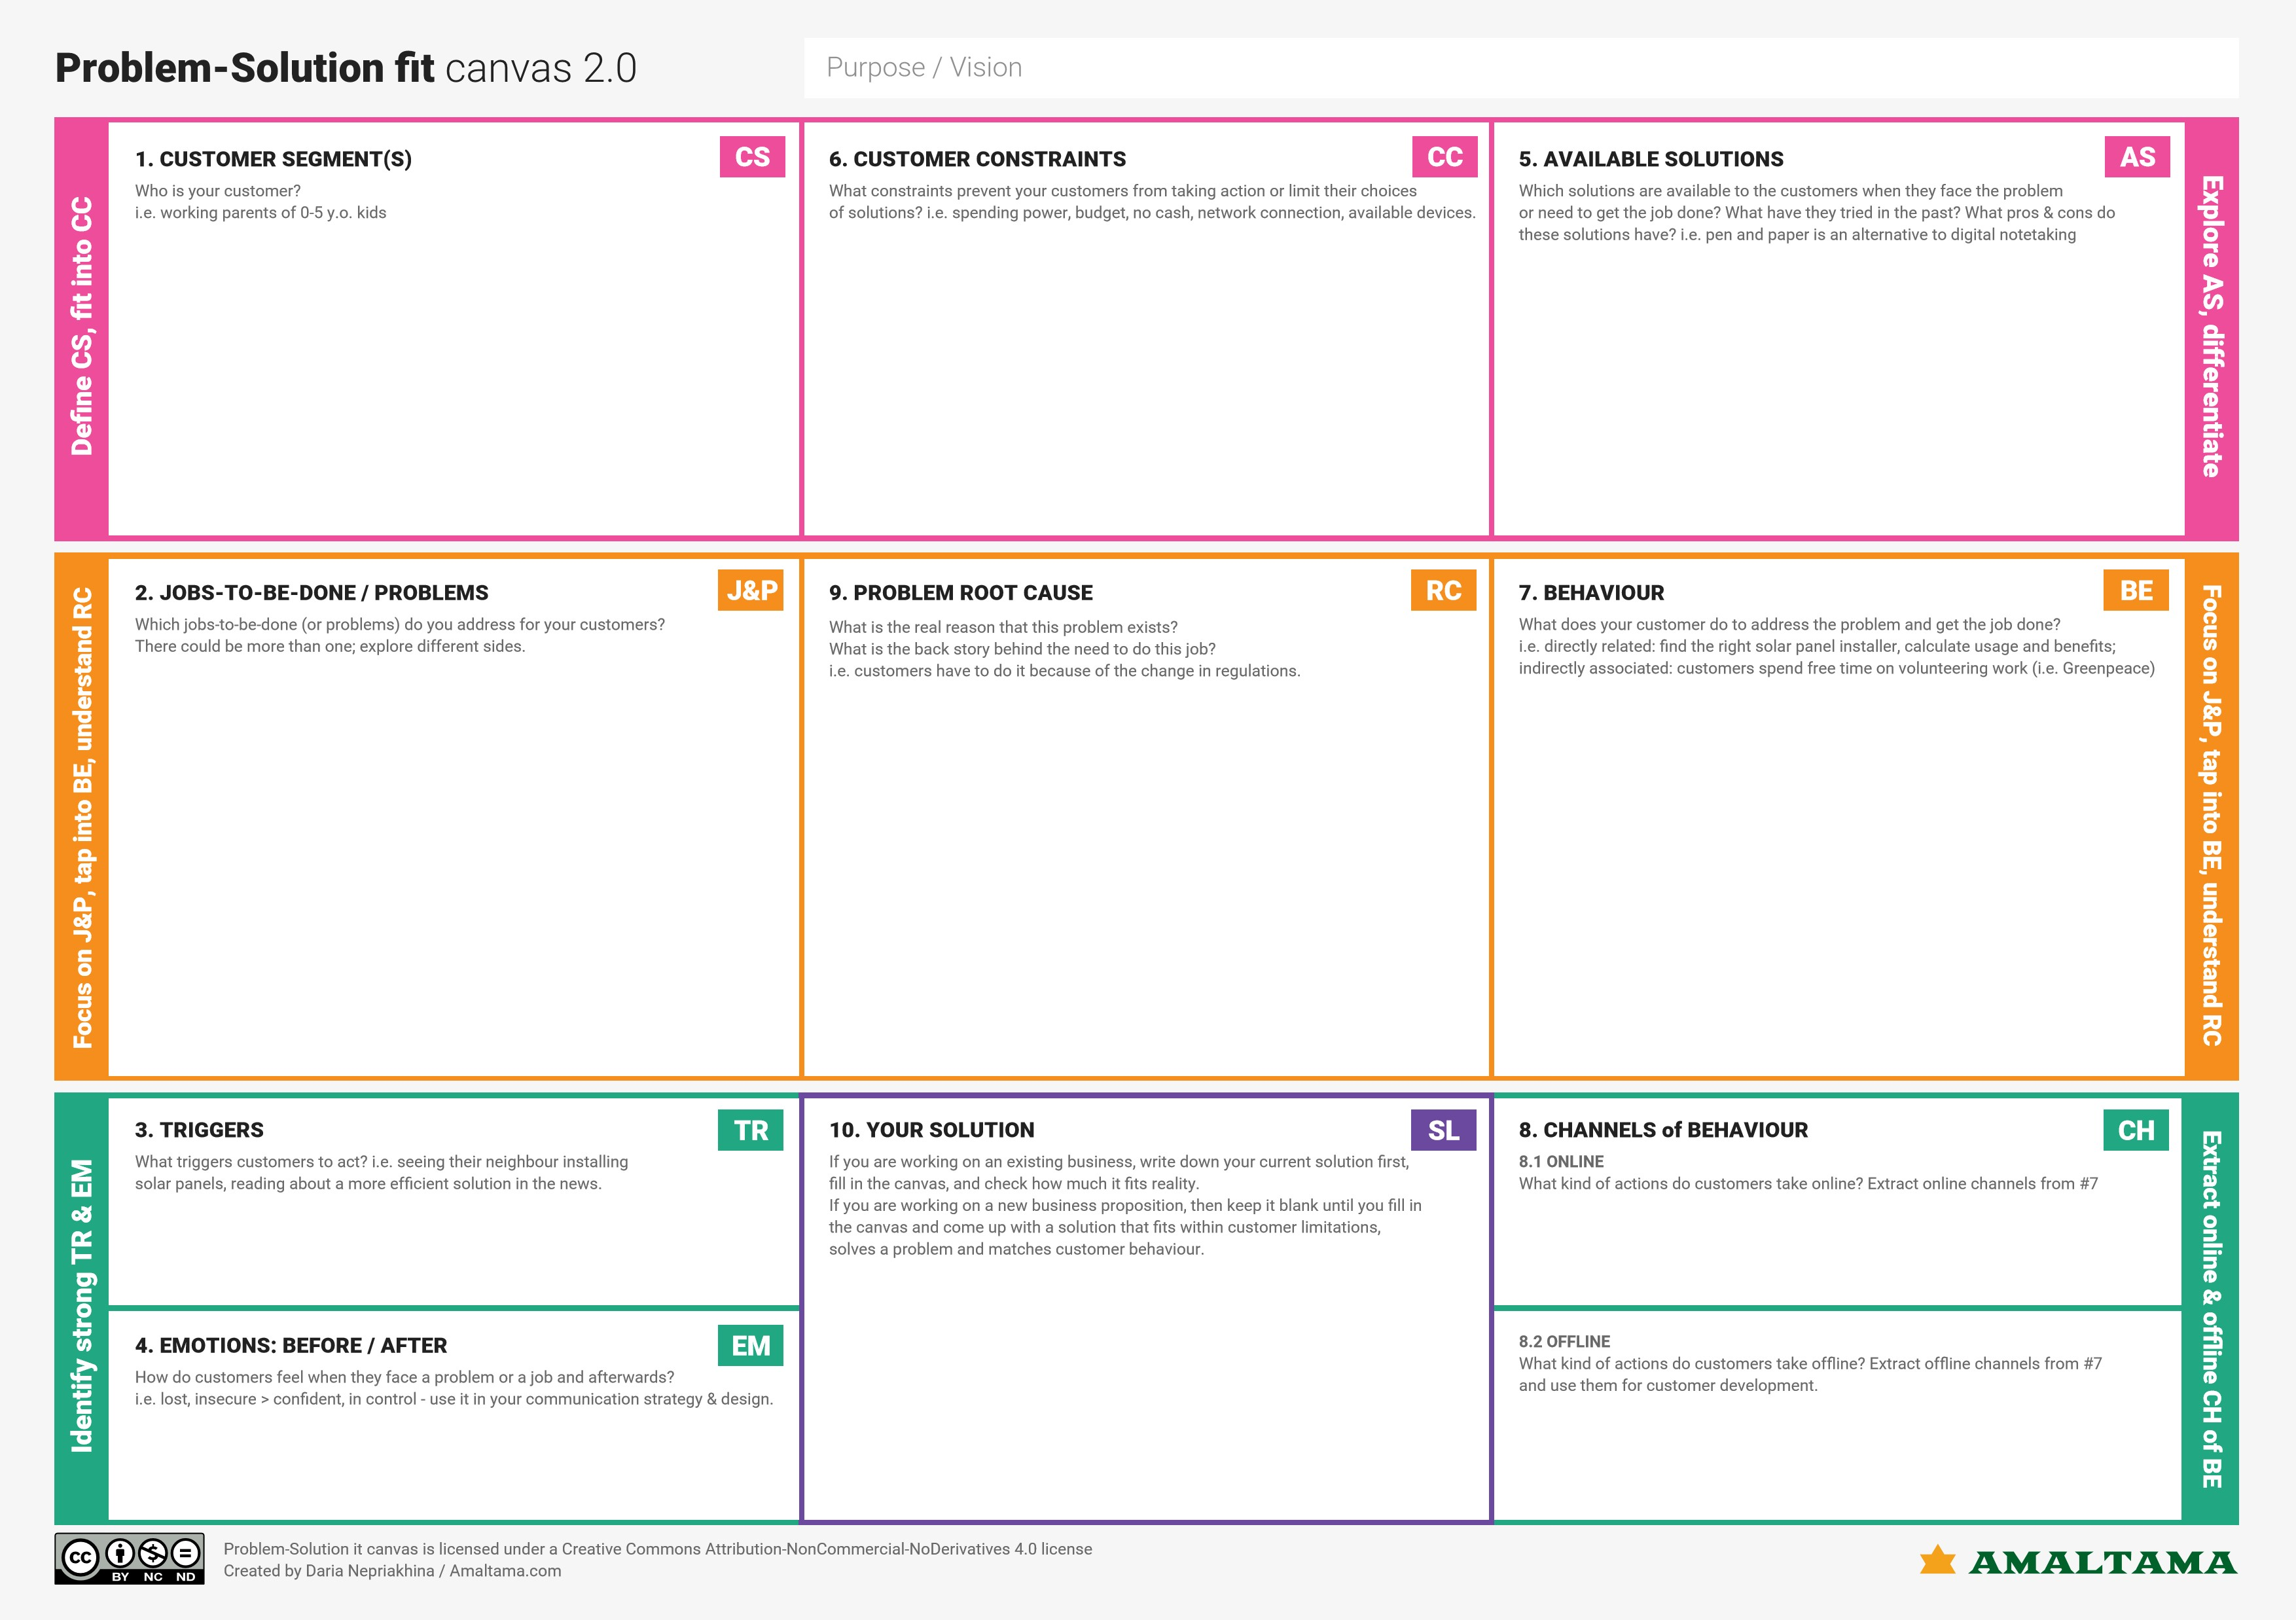 Problem-Solution fit canvas 2.0
Purpose / Vision
Define CS, fit into CC
1. CUSTOMER SEGMENT(S)
CS
Who is your customer?
i.e. working parents of 0-5 y.o. kids
6. CUSTOMER CONSTRAINTS
CC
What constraints prevent your customers from taking action or limit their choices
of solutions? i.e. spending power, budget, no cash, network connection, available devices.
5. AVAILABLE SOLUTIONS
AS
Which solutions are available to the customers when they face the problem
or need to get the job done? What have they tried in the past? What pros & cons do
these solutions have? i.e. pen and paper is an alternative to digital notetaking
Explore AS, differentiate
Focus on J&P, tap into BE, understand RC
2. JOBS-TO-BE-DONE / PROBLEMS
J&P
Which jobs-to-be-done (or problems) do you address for your customers?
There could be more than one; explore different sides.
9. PROBLEM ROOT CAUSE
RC
What is the real reason that this problem exists?
What is the back story behind the need to do this job?
i.e. customers have to do it because of the change in regulations.
7. BEHAVIOUR
BE
What does your customer do to address the problem and get the job done?
i.e. directly related: find the right solar panel installer, calculate usage and benefits;
indirectly associated: customers spend free time on volunteering work (i.e. Greenpeace)
Focus on J&P, tap into BE, understand RC
Identify strong TR & EM
3. TRIGGERS
TR
What triggers customers to act? i.e. seeing their neighbour installing
solar panels, reading about a more efficient solution in the news.
4. EMOTIONS: BEFORE / AFTER
EM
How do customers feel when they face a problem or a job and afterwards?
i.e. lost, insecure > confident, in control - use it in your communication strategy & design.
10. YOUR SOLUTION
SL
If you are working on an existing business, write down your current solution first,
fill in the canvas, and check how much it fits reality.
If you are working on a new business proposition, then keep it blank until you fill in
the canvas and come up with a solution that fits within customer limitations,
solves a problem and matches customer behaviour.
8. CHANNELS of BEHAVIOUR
CH
8.1 ONLINE
What kind of actions do customers take online? Extract online channels from #7
8.2 OFFLINE
What kind of actions do customers take offline? Extract offline channels from #7
and use them for customer development.
Extract online & offline CH of BE
cc
BY NC ND
Problem-Solution it canvas is licensed under a Creative Commons Attribution-NonCommercial-NoDerivatives 4.0 license
Created by Daria Nepriakhina / Amaltama.com
AMALTAMA